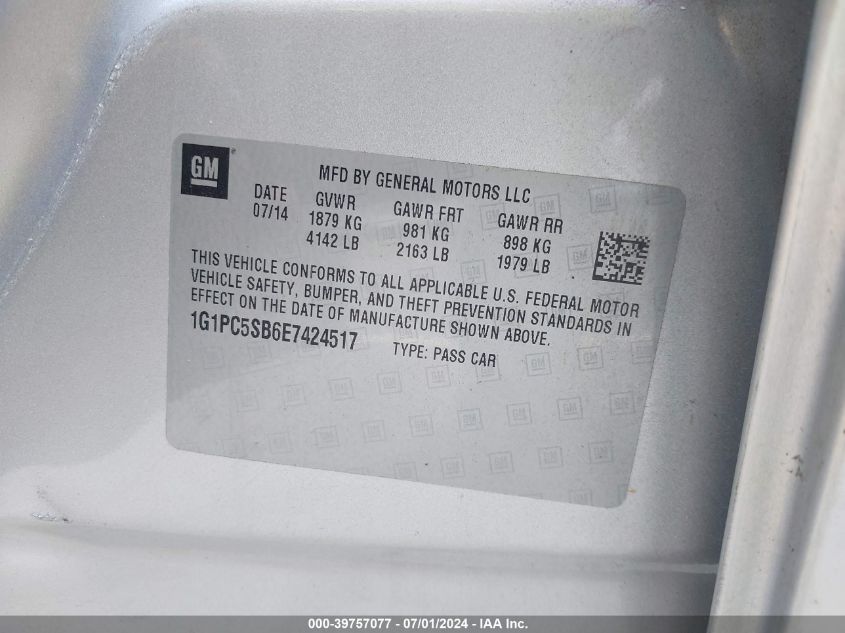 GM
MFD BY GENERAL MOTORS LLC
DATE GVWR GAWR FRT GAWR RR
07/14 1879 KG 981 KG 898 KG
4142 LB 2163 LB 1979 LB
THIS VEHICLE CONFORMS TO ALL APPLICABLE U.S. FEDERAL MOTOR
VEHICLE SAFETY, BUMPER, AND THEFT PREVENTION STANDARDS IN
EFFECT ON THE DATE OF MANUFACTURE SHOWN ABOVE.
1G1PC5SB6E7424517 TYPE: PASS CAR
000-39757077 - 07/01/2024 - IAA Inc.